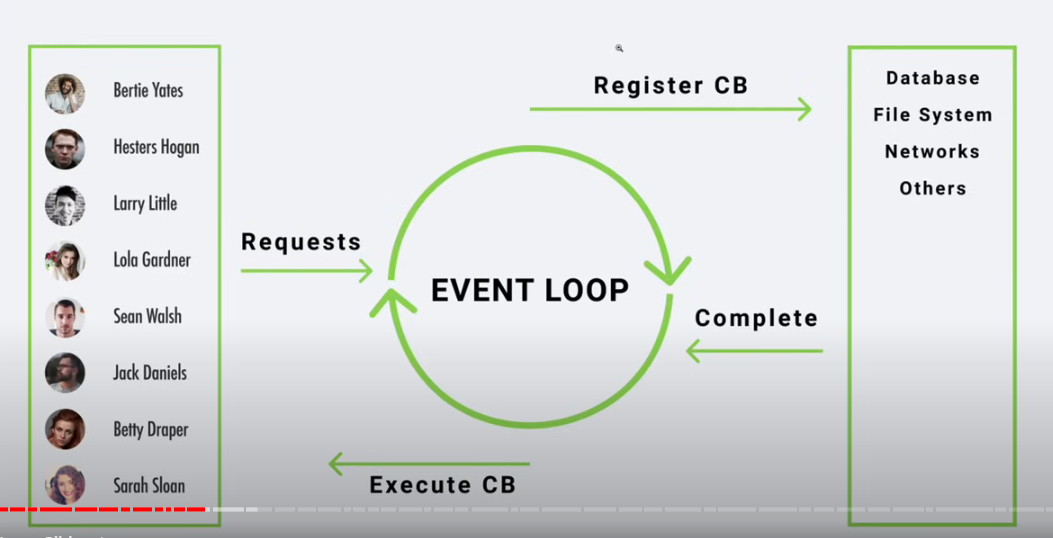 Bertie Yates
Hesters Hogan
Larry Little
Lola Gardner
Sean Walsh
Jack Daniels
Betty Draper
Sarah Sloan
Requests
EVENT LOOP
Register CB
Complete
Execute CB
Database
File System
Networks
Others